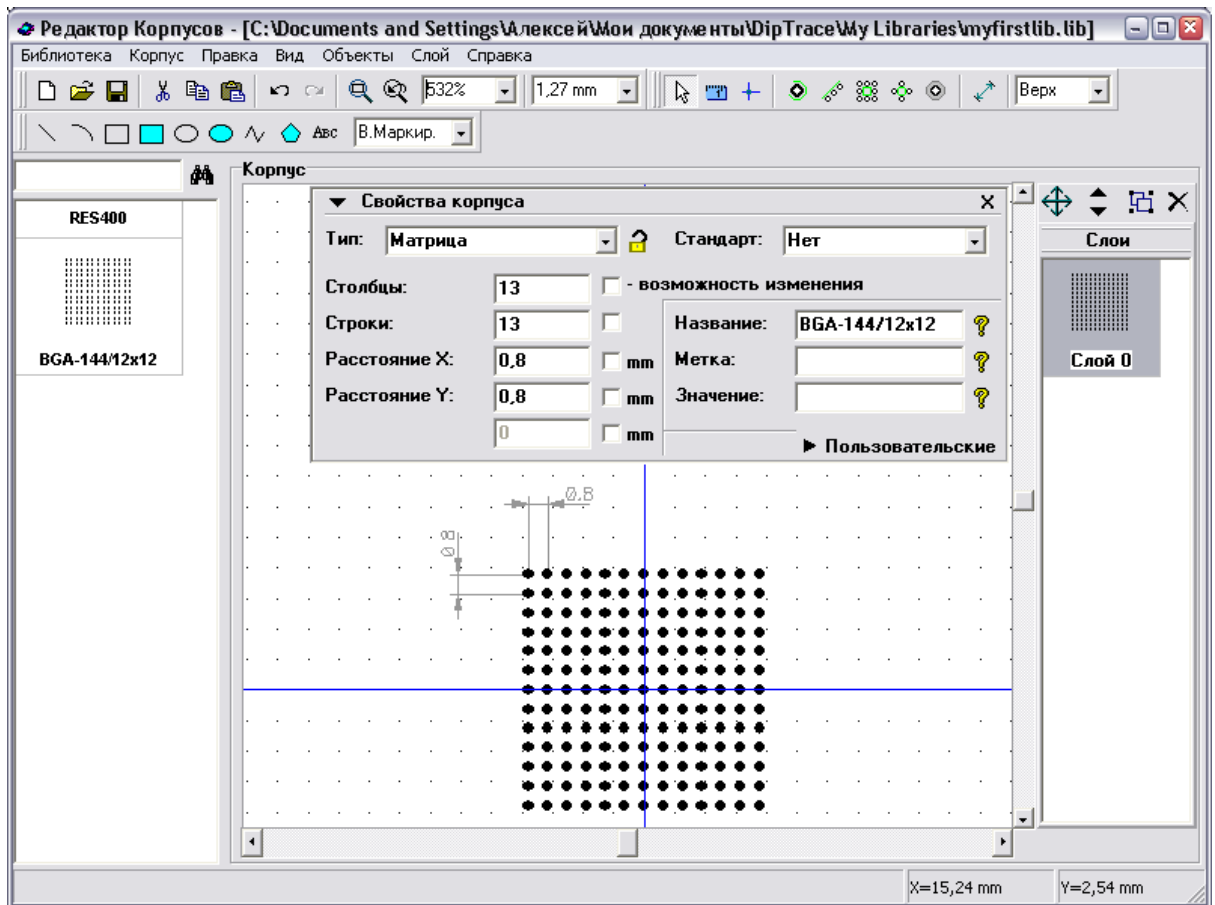 Редактор Корпусов - [C:\Documents and Settings\Алексей\Мои документы\DipTrace\My Libraries\myfirstlib.lib]
Библиотека Корпус Правка Вид Объекты Слой Справка
532% 1,27 mm Верх
ABC В.Маркир.
Корпус
RES400
BGA-144/12x12
Свойства корпуса X
Тип: Матрица Стандарт: Нет
Столбцы: 13 - возможность изменения
Строки: 13 Название: BGA-144/12x12
Расстояние X: 0,8 mm Метка:
Расстояние Y: 0,8 mm Значение:
0 mm
Пользовательские
0.8
0.8
Слои
Слой 0
X=15,24 mm Y=2,54 mm